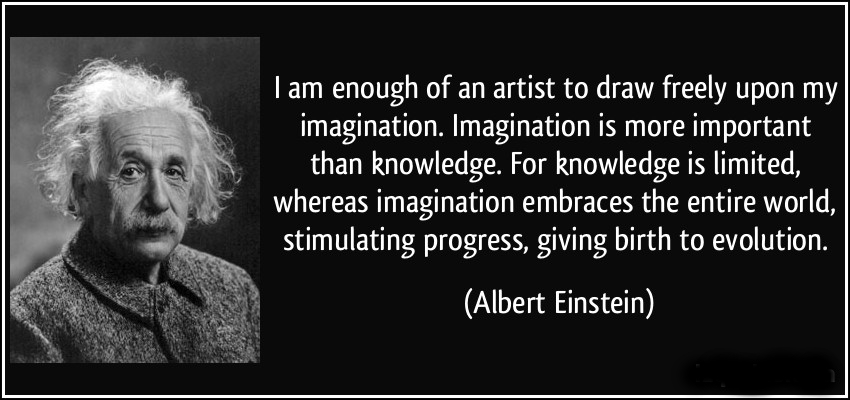 I am enough of an artist to draw freely upon my
imagination. Imagination is more important
than knowledge. For knowledge is limited,
whereas imagination embraces the entire world,
stimulating progress, giving birth to evolution.
(Albert Einstein)